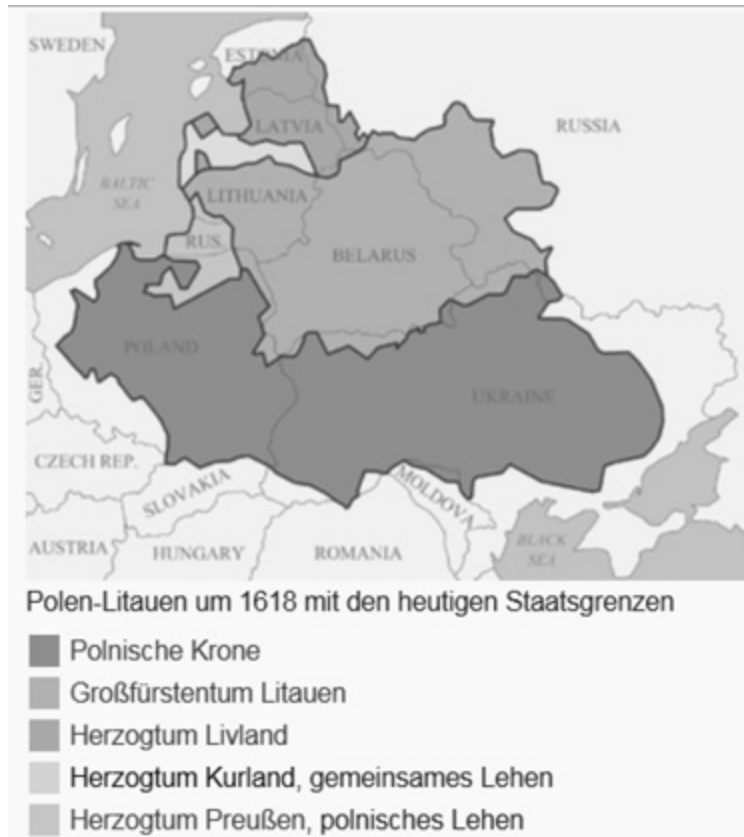 SWEDEN
ESTONIA
LATVIA
RUSSIA
BALTIC
SEA
LITHUANIA
RUS.
BELARUS
POLAND
GER.
UKRAINE
CZECH REP.
SLOVAKIA
MOLDOVA
AUSTRIA
HUNGARY
ROMANIA
BLACK
SEA
Polen-Litauen um 1618 mit den heutigen Staatsgrenzen
Polnische Krone
Großfürstentum Litauen
Herzogtum Livland
Herzogtum Kurland, gemeinsames Lehen
Herzogtum Preußen, polnisches Lehen